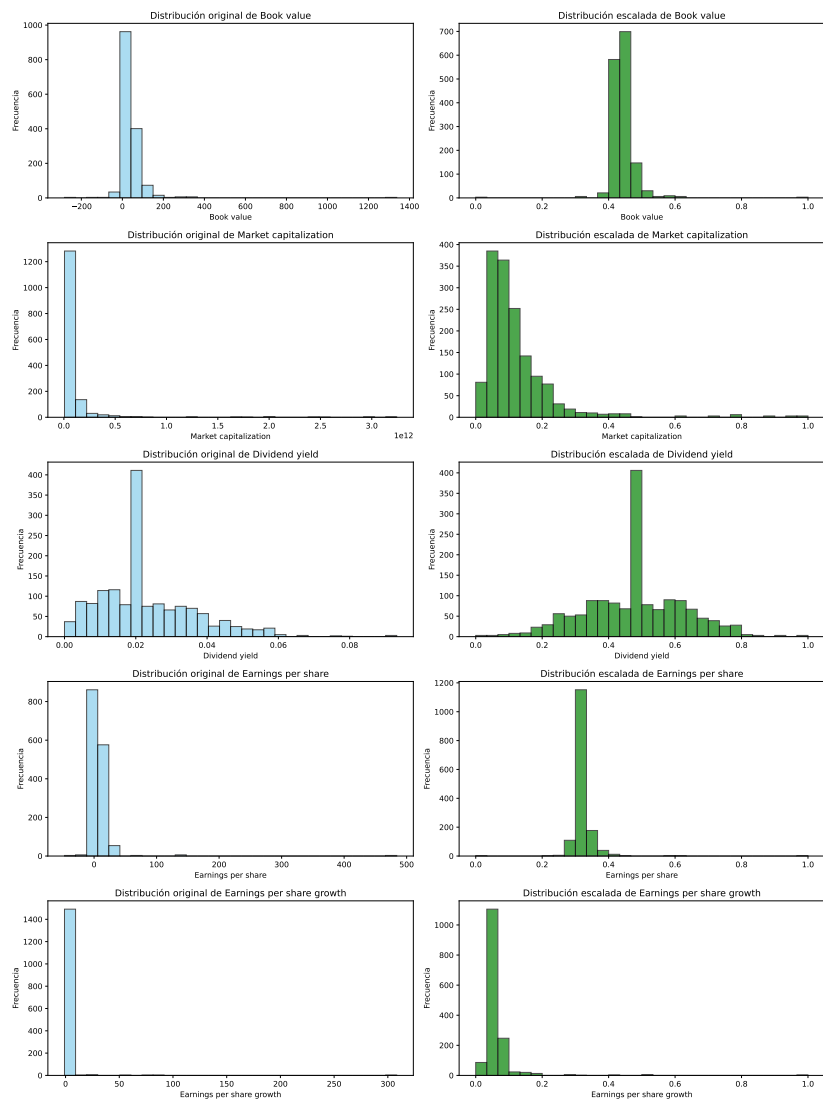 Distribución original de Book value
Frecuencia
1000
800
600
400
200
0
−200 0 200 400 600 800 1000 1200 1400
Book value
Distribución escalada de Book value
Frecuencia
700
600
500
400
300
200
100
0
0.0 0.2 0.4 0.6 0.8 1.0
Book value
Distribución original de Market capitalization
Frecuencia
1200
1000
800
600
400
200
0
0.0 0.5 1.0 1.5 2.0 2.5 3.0
Market capitalization
1e12
Distribución escalada de Market capitalization
Frecuencia
400
350
300
250
200
150
100
50
0
0.0 0.2 0.4 0.6 0.8 1.0
Market capitalization
Distribución original de Dividend yield
Frecuencia
400
350
300
250
200
150
100
50
0
0.00 0.02 0.04 0.06 0.08
Dividend yield
Distribución escalada de Dividend yield
Frecuencia
400
350
300
250
200
150
100
50
0
0.0 0.2 0.4 0.6 0.8 1.0
Dividend yield
Distribución original de Earnings per share
Frecuencia
800
600
400
200
0
0 100 200 300 400 500
Earnings per share
Distribución escalada de Earnings per share
Frecuencia
1200
1000
800
600
400
200
0
0.0 0.2 0.4 0.6 0.8 1.0
Earnings per share
Distribución original de Earnings per share growth
Frecuencia
1400
1200
1000
800
600
400
200
0
0 50 100 150 200 250 300
Earnings per share growth
Distribución escalada de Earnings per share growth
Frecuencia
1000
800
600
400
200
0
0.0 0.2 0.4 0.6 0.8 1.0
Earnings per share growth